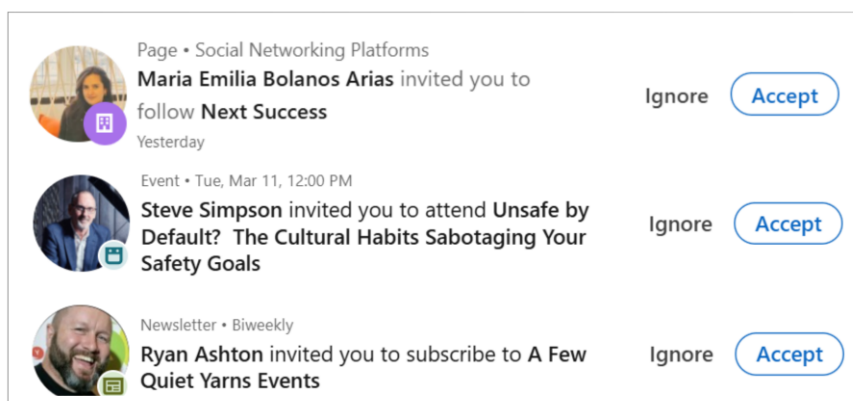 Page • Social Networking Platforms
Maria Emilia Bolanos Arias invited you to
follow Next Success
Yesterday
Ignore
Accept
Event • Tue, Mar 11, 12:00 PM
Steve Simpson invited you to attend Unsafe by
Default? The Cultural Habits Sabotaging Your
Safety Goals
Ignore
Accept
Newsletter • Biweekly
Ryan Ashton invited you to subscribe to A Few
Quiet Yarns Events
Ignore
Accept